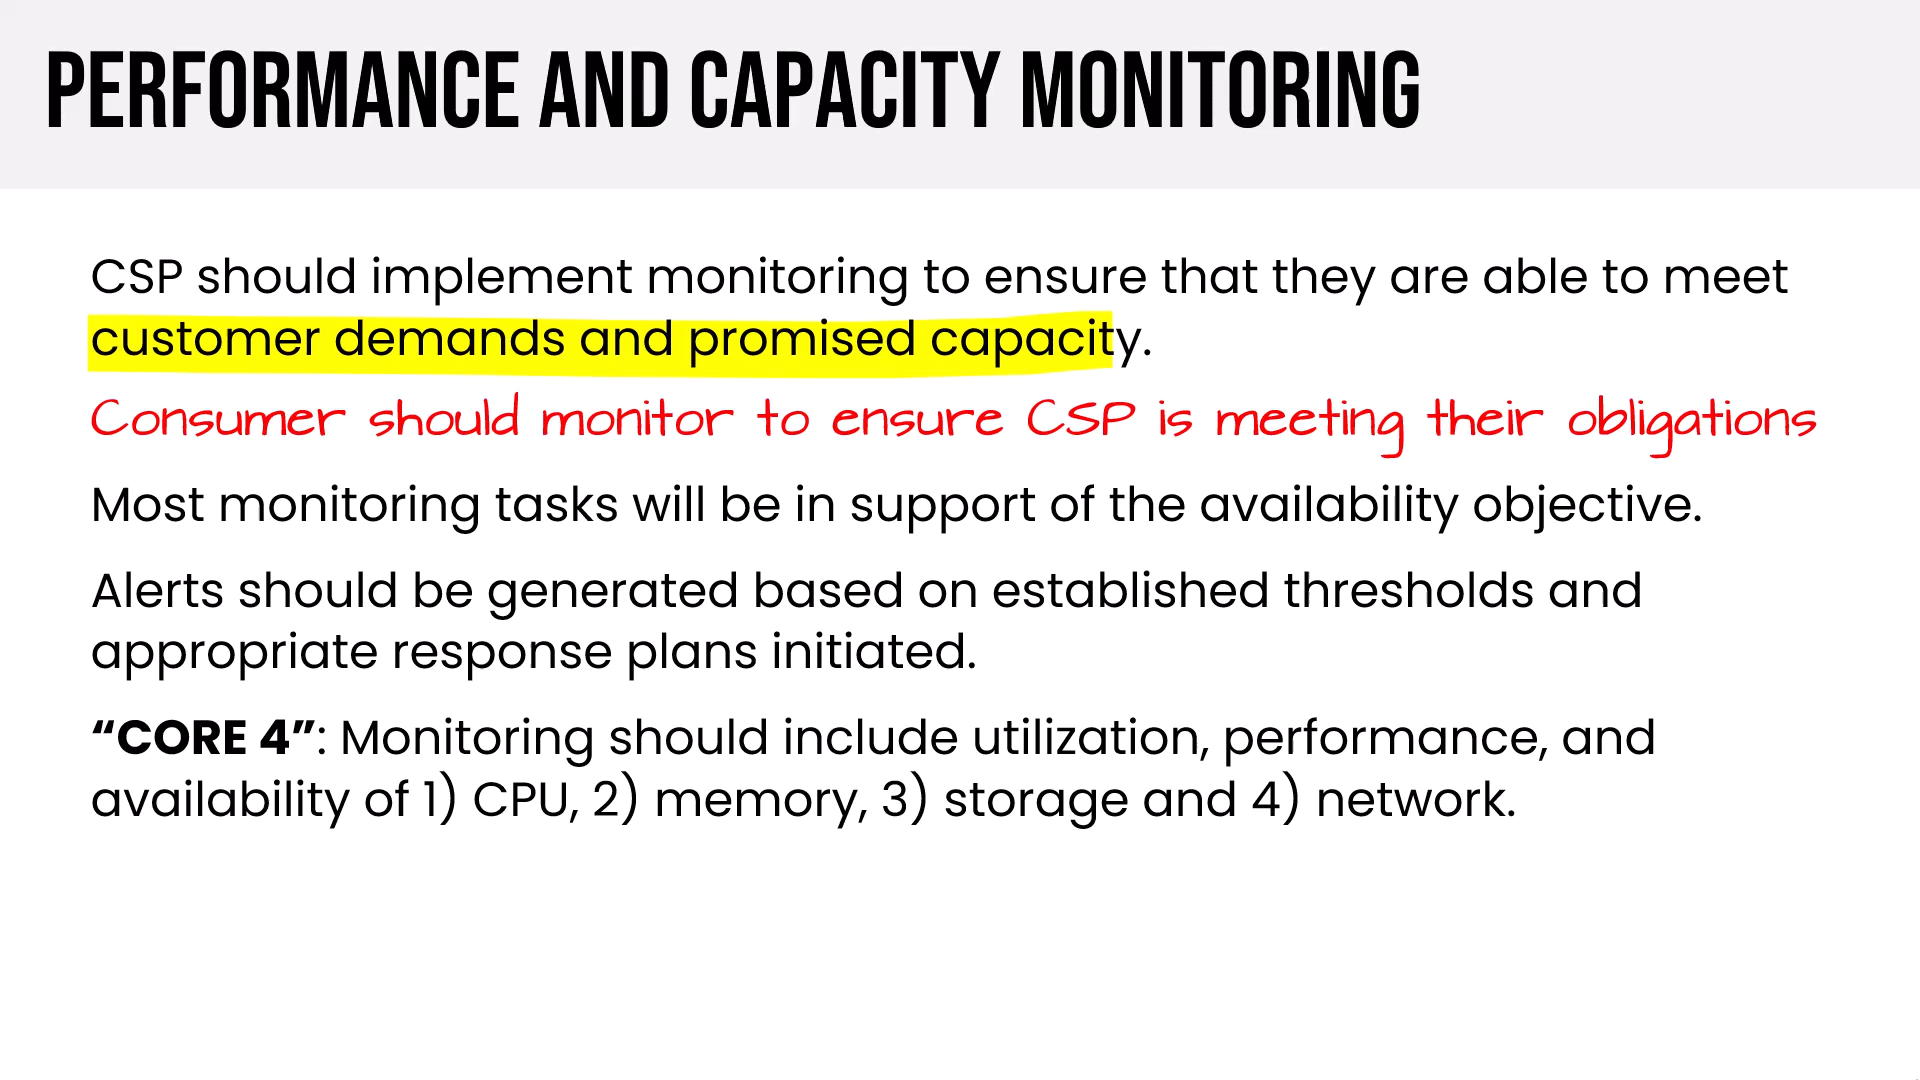 PERFORMANCE AND CAPACITY MONITORING
CSP should implement monitoring to ensure that they are able to meet
customer demands and promised capacity.
Consumer should monitor to ensure CSP is meeting their obligations
Most monitoring tasks will be in support of the availability objective.
Alerts should be generated based on established thresholds and
appropriate response plans initiated.
“CORE 4”: Monitoring should include utilization, performance, and
availability of 1) CPU, 2) memory, 3) storage and 4) network.